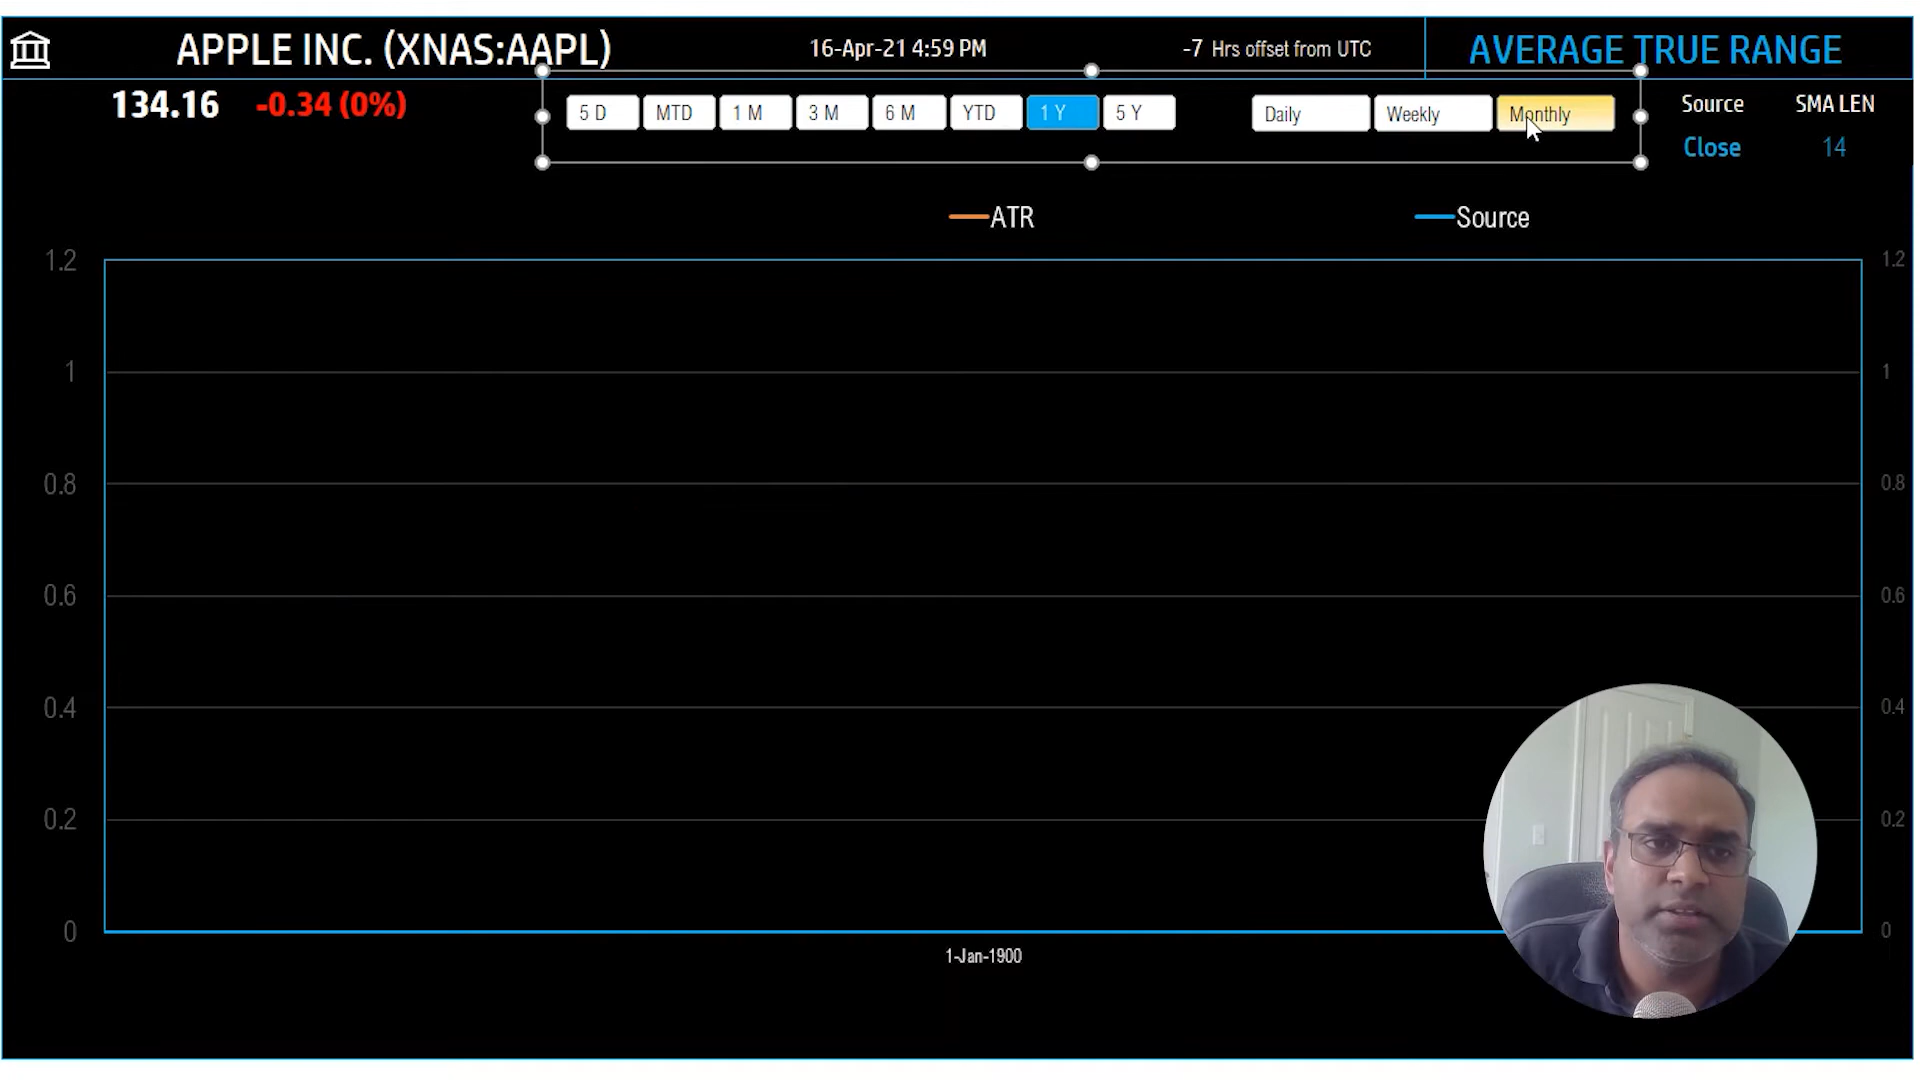 APPLE INC. (XNAS:AAPL)
16-Apr-21 4:59 PM
-7 Hrs offset from UTC
AVERAGE TRUE RANGE
134.16 -0.34 (0%)
5 D MTD 1 M 3 M 6 M YTD 1 Y 5 Y
Daily Weekly Monthly
Source SMA LEN
Close 14
ATR Source
1.2 1.2
1 1
0.8 0.8
0.6 0.6
0.4 0.4
0.2 0.2
0 0
1-Jan-1900